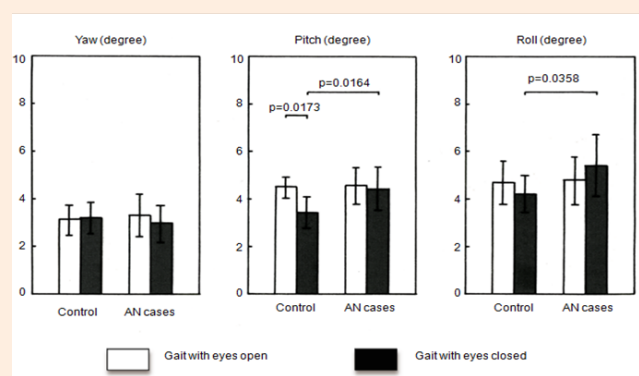 Yaw (degree)
Pitch (degree)
Roll (degree)
10
8
6
4
2
0
Control
AN cases
10
8
6
4
2
0
p=0.0164
p=0.0173
Control
AN cases
10
8
6
4
2
0
p=0.0358
Control
AN cases
Gait with eyes open
Gait with eyes closed